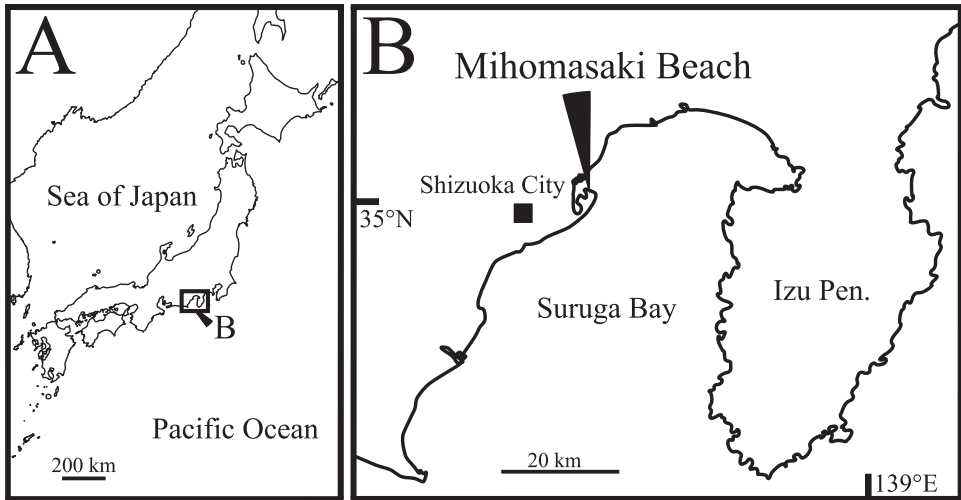 A
Sea of Japan
B
Pacific Ocean
200 km
B
Mihomasaki Beach
Shizuoka City
35°N
Suruga Bay
Izu Pen.
20 km
139°E